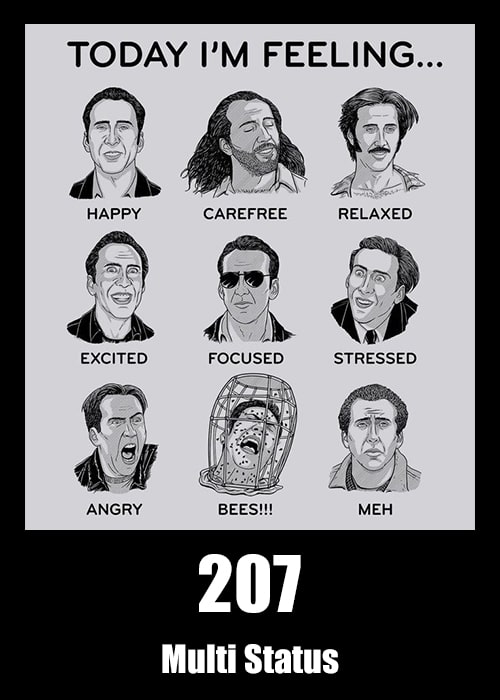 TODAY I'M FEELING...
HAPPY CAREFREE RELAXED
EXCITED FOCUSED STRESSED
ANGRY BEES!!! MEH
207
Multi Status